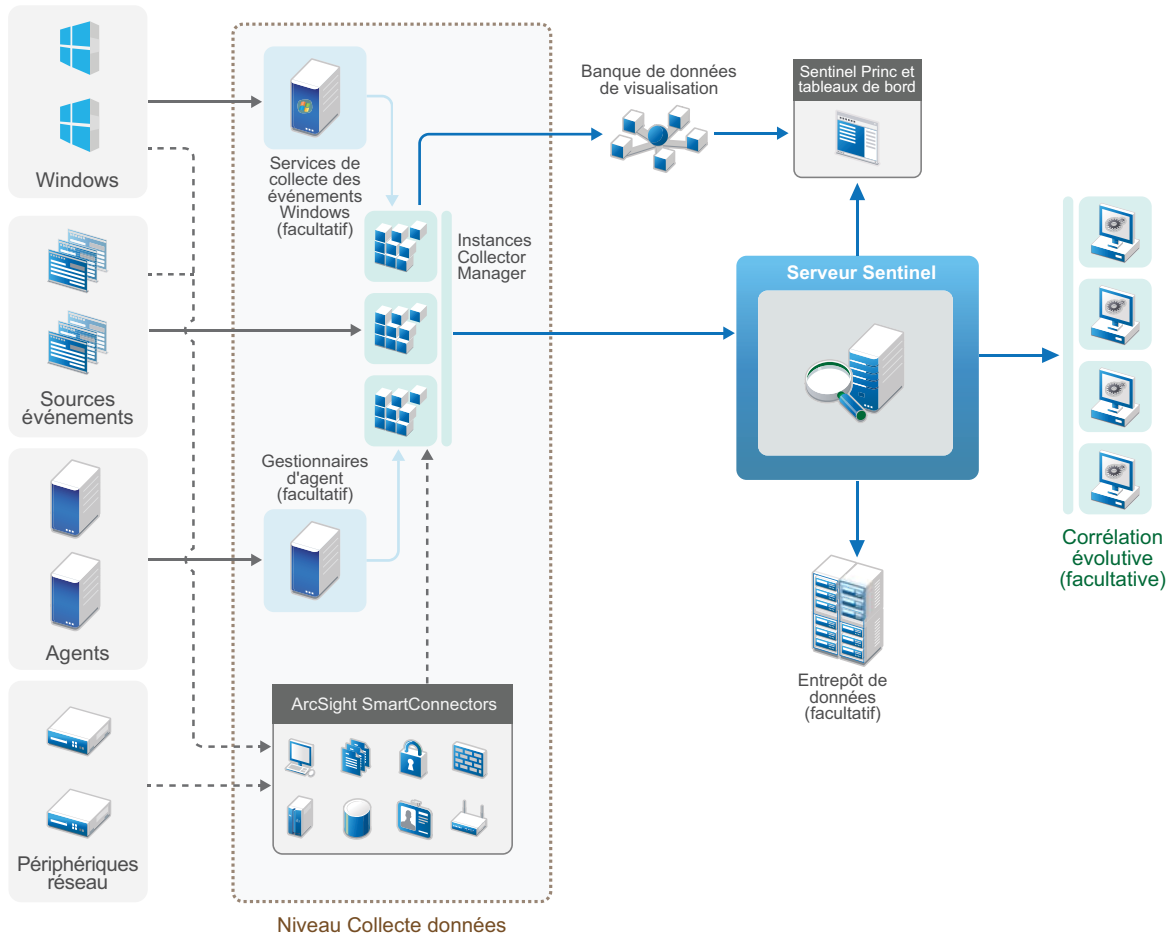 Windows
Sources
événements
Agents
Périphériques
réseau
Services de
collecte des
événements
Windows
(facultatif)
Instances
Collector
Manager
Gestionnaires
d'agent
(facultatif)
ArcSight SmartConnectors
Niveau Collecte données
Banque de données
de visualisation
Sentinel Princ et
tableaux de bord
Serveur Sentinel
Entrepôt de
données
(facultatif)
Corrélation
évolutive
(facultative)